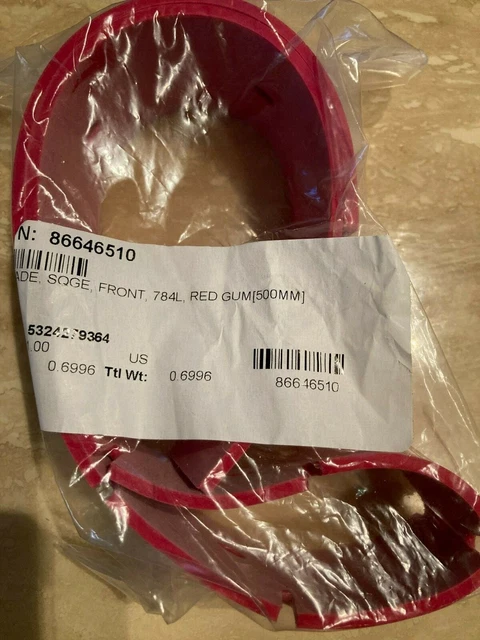 N: 86646510
ADE, SQGE, FRONT, 784L, RED GUM[500MM]
.00
US
0.6996 Ttl Wt: 0.6996
86646510